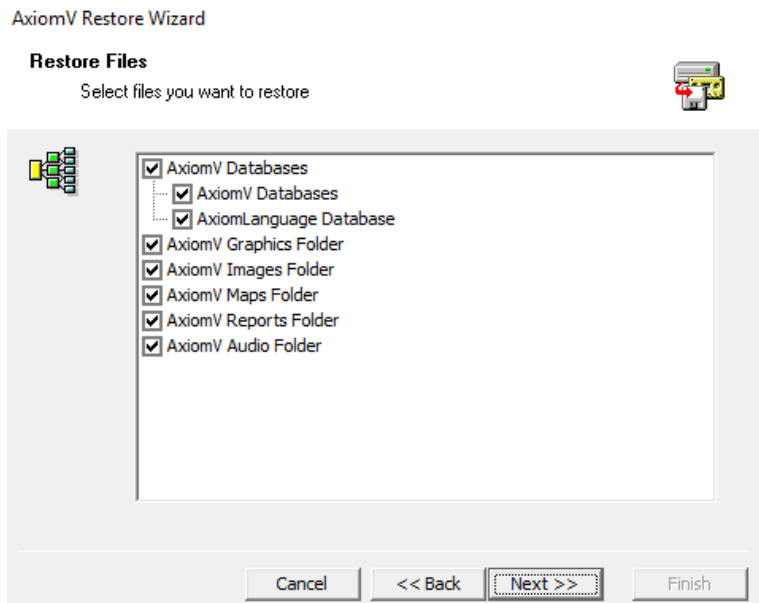 AxiomV Restore Wizard
Restore Files
Select files you want to restore
AxiomV Databases
AxiomV Databases
AxiomLanguage Database
AxiomV Graphics Folder
AxiomV Images Folder
AxiomV Maps Folder
AxiomV Reports Folder
AxiomV Audio Folder
Cancel << Back Next >> Finish